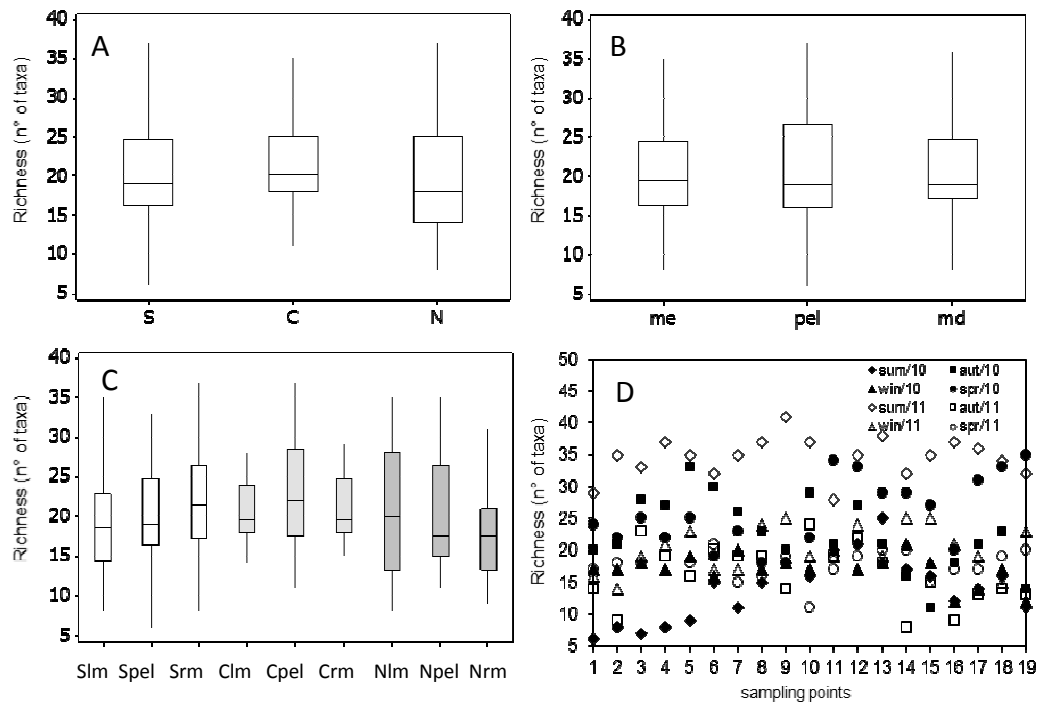 A
Richness (n° of taxa)
40
35
30
25
20
15
10
5
S C N
B
Richness (n° of taxa)
40
35
30
25
20
15
10
5
me pel md
C
Richness (n° of taxa)
40
35
30
25
20
15
10
5
Slm Spel Srm Clm Cpel Crm Nlm Npel Nrm
D
Richness (n° of taxa)
50
45
40
35
30
25
20
15
10
5
sum/10 aut/10
win/10 spr/10
sum/11 aut/11
win/11 spr/11
1 2 3 4 5 6 7 8 9 10 11 12 13 14 15 16 17 18 19
sampling points